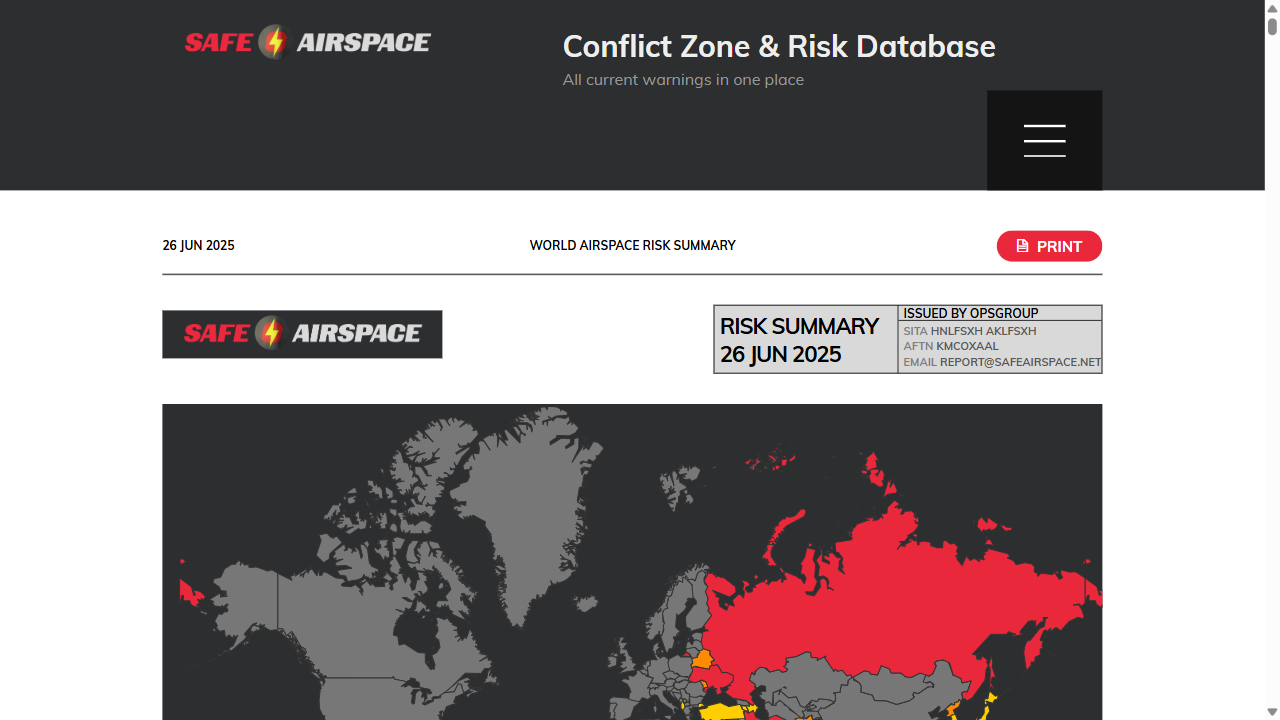 SAFE AIRSPACE
Conflict Zone & Risk Database
All current warnings in one place
26 JUN 2025
WORLD AIRSPACE RISK SUMMARY
PRINT
SAFE AIRSPACE
RISK SUMMARY
26 JUN 2025
ISSUED BY OPSGROUP
SITA HNLFSXH AKLFSXH
AFTN KMCOXAAL
EMAIL REPORT@SAFEAIRSPACE.NET